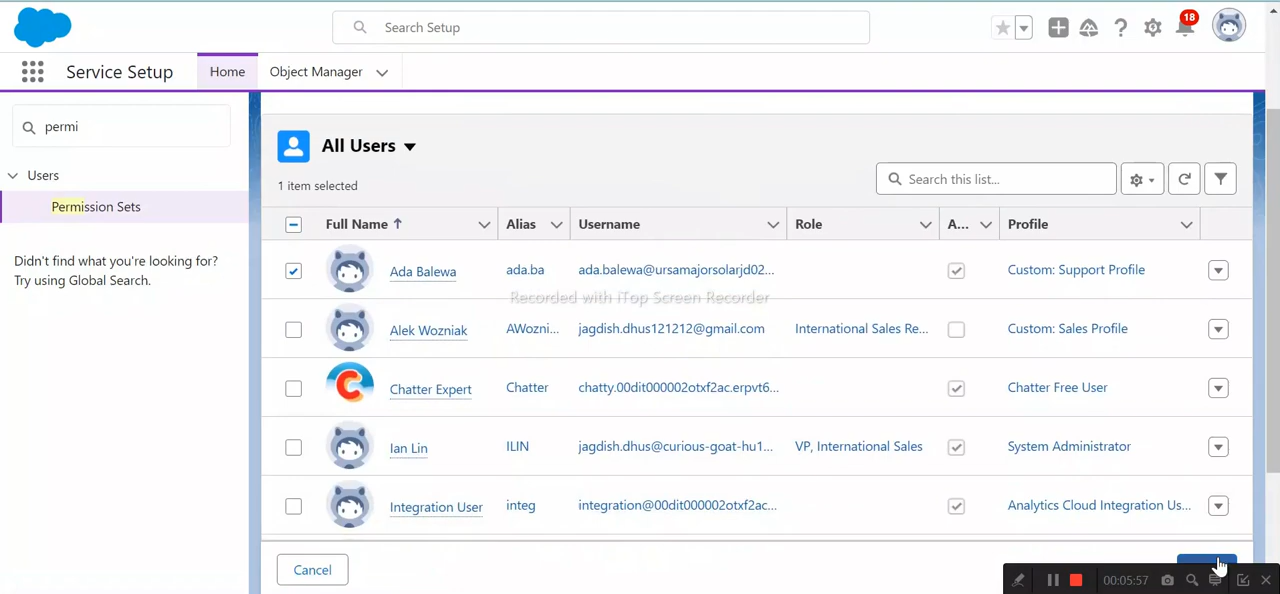 Search Setup
18
Service Setup
Home
Object Manager
permi
Users
Permission Sets
Didn't find what you're looking for?
Try using Global Search.
All Users
1 item selected
Search this list...
Full Name ↑
Alias
Username
Role
A...
Profile
Ada Balewa
ada.ba
ada.balewa@ursamajorsolarjd02...
Custom: Support Profile
Recorded with iTop Screen Recorder
Alek Wozniak
AWozni...
jagdish.dhus121212@gmail.com
International Sales Re...
Custom: Sales Profile
Chatter Expert
Chatter
chatty.00dit000002otxf2ac.erpvt6...
Chatter Free User
Ian Lin
ILIN
jagdish.dhus@curious-goat-hu1...
VP, International Sales
System Administrator
Integration User
integ
integration@00dit000002otxf2ac...
Analytics Cloud Integration Us...
Cancel
00:05:57